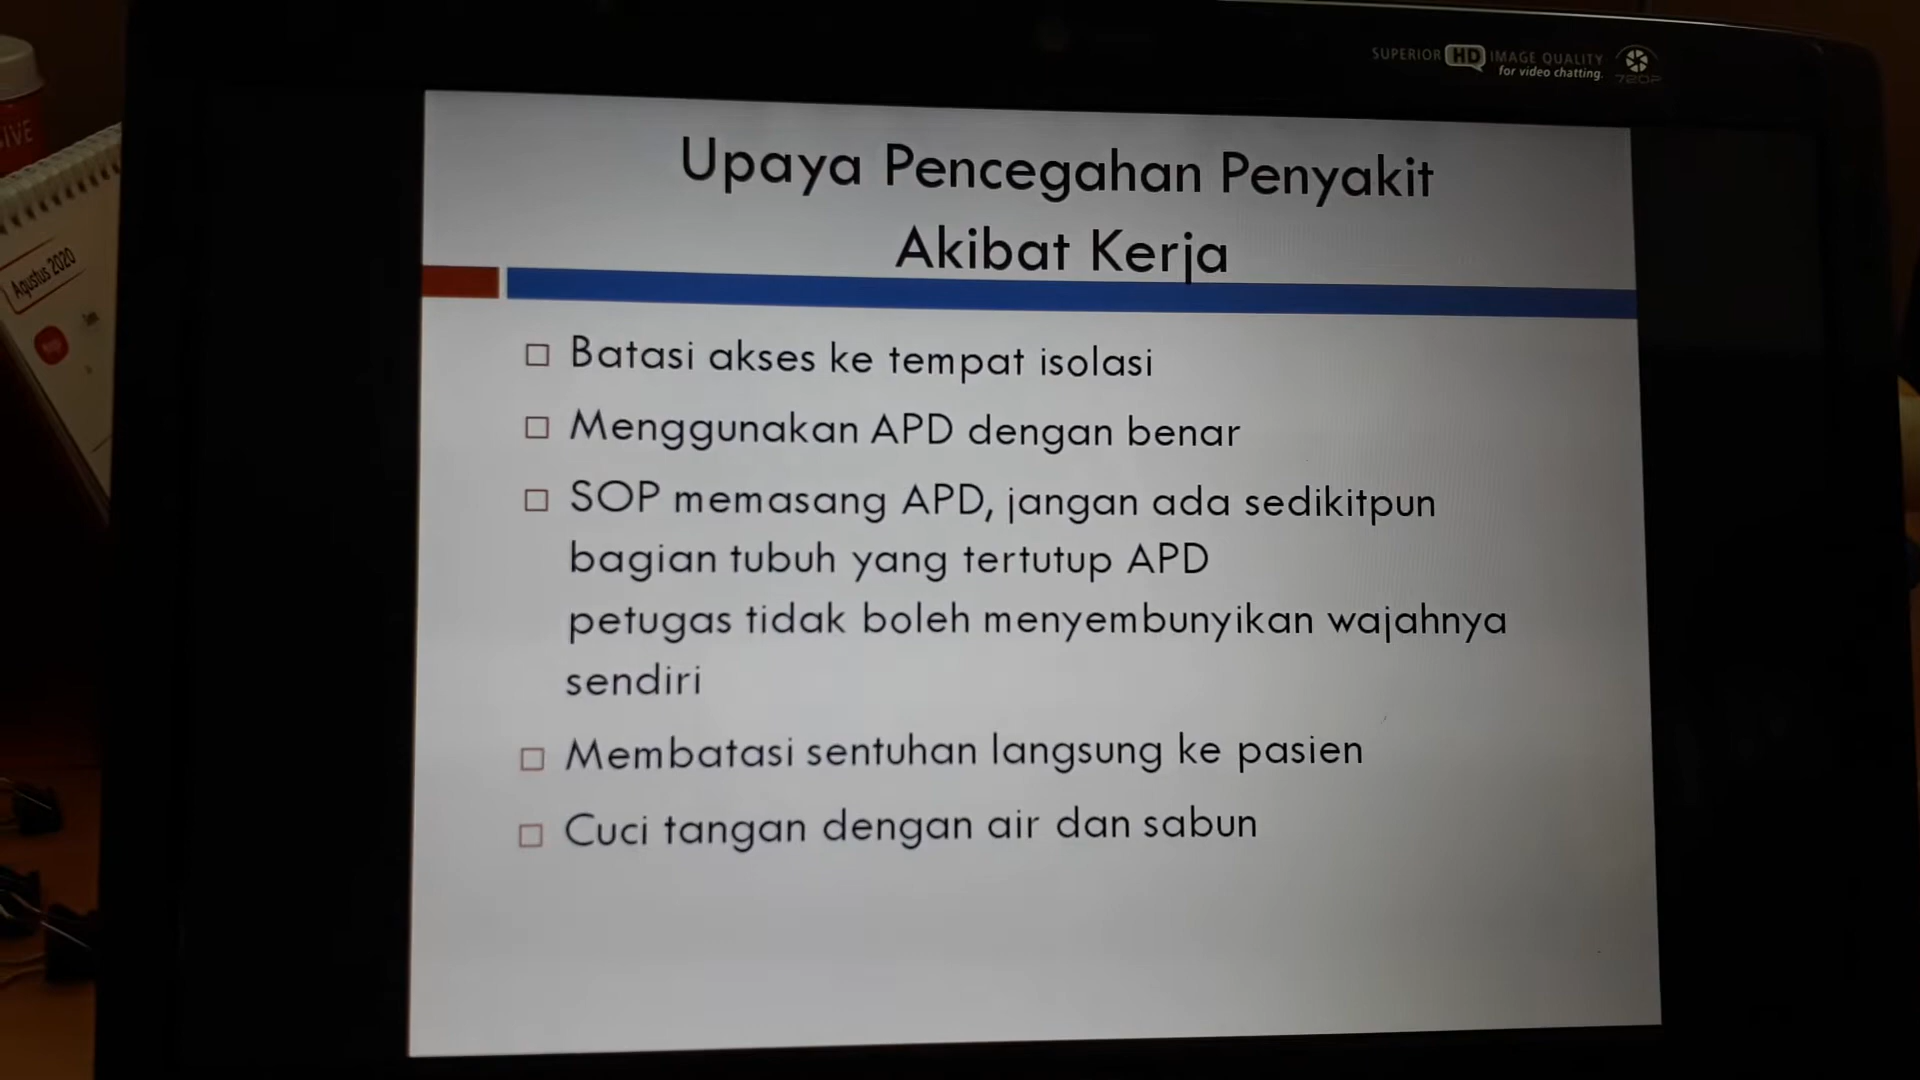 SUPERIOR HD IMAGE QUALITY
for video chatting.
720P
IVE
Agustus 2020
Upaya Pencegahan Penyakit
Akibat Kerja
Batasi akses ke tempat isolasi
Menggunakan APD dengan benar
SOP memasang APD, jangan ada sedikitpun
bagian tubuh yang tertutup APD
petugas tidak boleh menyembunyikan wajahnya
sendiri
Membatasi sentuhan langsung ke pasien
Cuci tangan dengan air dan sabun